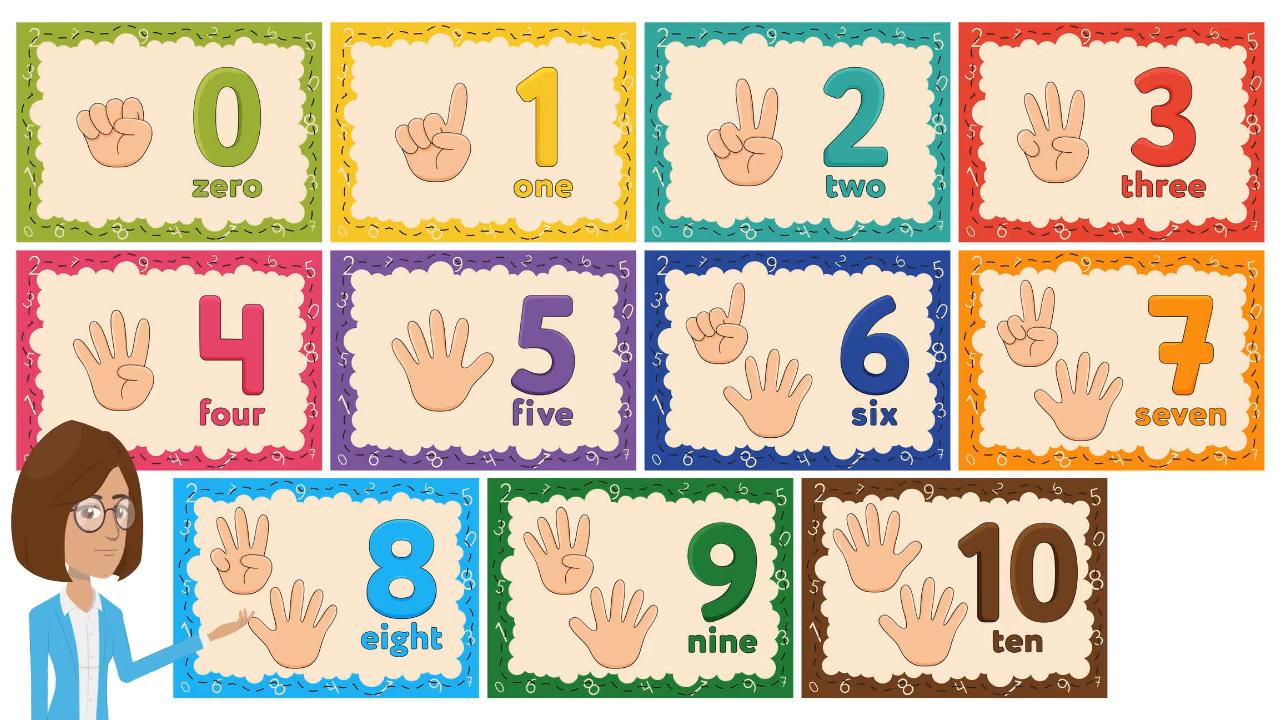 0
zero
1
one
2
two
3
three
4
four
5
five
6
six
7
seven
8
eight
9
nine
10
ten